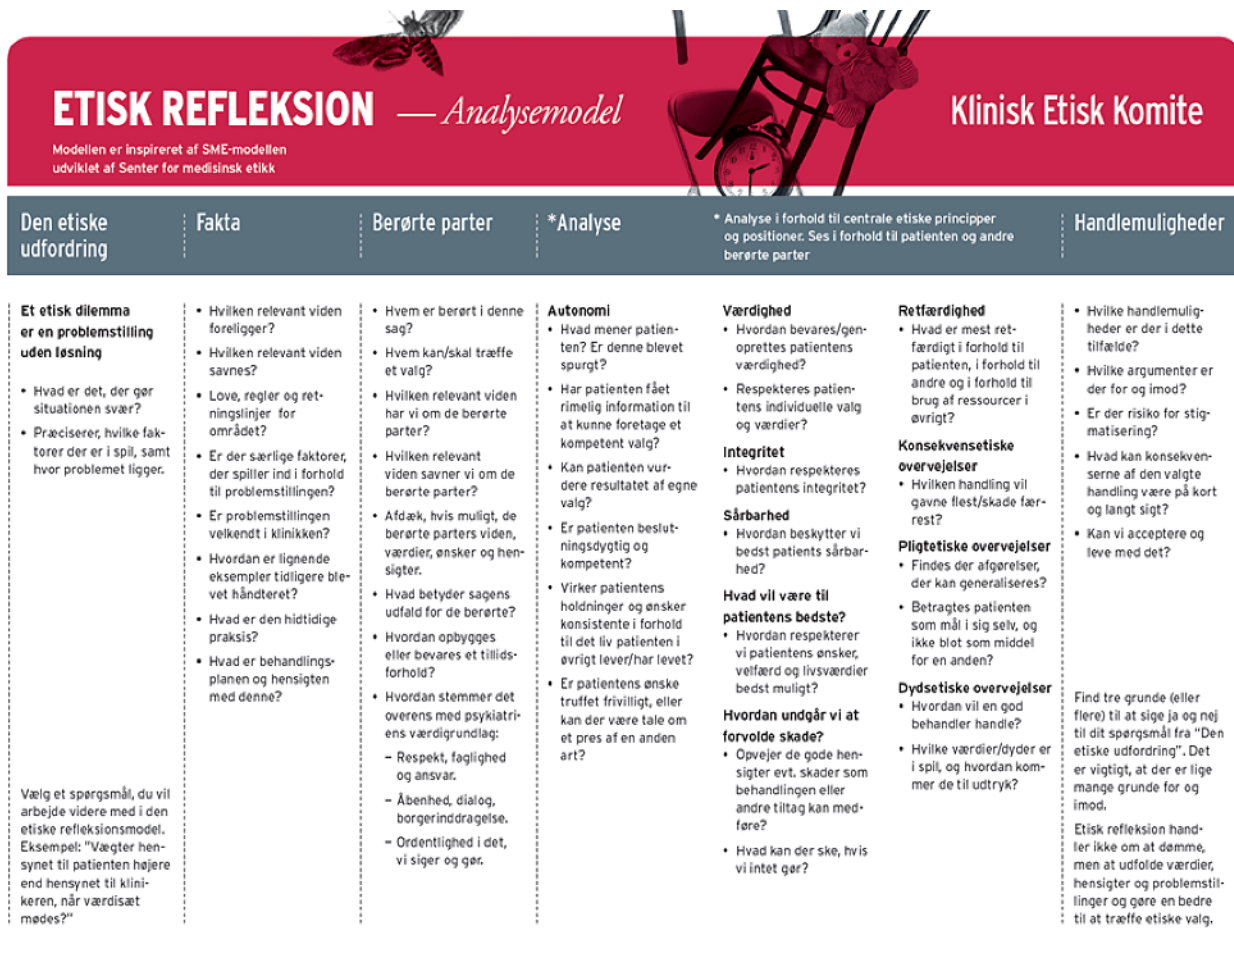 ETISK REFLEKSION — Analysemodel
Modellen er inspireret af SME-modellen
udviklet af Senter for medisinsk etikk
Klinisk Etisk Komite
Den etiske
udfordring
Et etisk dilemma
er en problemstilling
uden løsning
• Hvad er det, der gør
situationen svær?
• Præciserer, hvilke fak-
torer der er i spil, samt
hvor problemet ligger.
Vælg et spørgsmål, du vil
arbejde videre med i den
etiske refleksionsmodel.
Eksempel: "Vægter hen-
synet til patienten højere
end hensynet til klini-
keren, når værdisæt
mødes?"
Fakta
• Hvilken relevant viden
foreligger?
• Hvilken relevant viden
savnes?
• Love, regler og ret-
ningslinjer for
området?
• Er der særlige faktorer,
der spiller ind i forhold
til problemstillingen?
• Er problemstillingen
velkendt i klinikken?
• Hvordan er lignende
eksempler tidligere ble-
vet håndteret?
• Hvad er den hidtidige
praksis?
• Hvad er behandlings-
planen og hensigten
med denne?
Berørte parter
• Hvem er berørt i denne
sag?
• Hvem kan/skal træffe
et valg?
• Hvilken relevant viden
har vi om de berørte
parter?
• Hvilken relevant
viden savner vi om de
berørte parter?
• Afdæk, hvis muligt, de
berørte parters viden,
værdier, ønsker og hen-
sigter.
• Hvad betyder sagens
udfald for de berørte?
• Hvordan opbygges
eller bevares et tillids-
forhold?
• Hvordan stemmer det
overens med psykiatri-
ens værdigrundlag:
– Respekt, faglighed
og ansvar.
– Åbenhed, dialog,
borgerinddragelse.
– Ordentlighed i det,
vi siger og gør.
*Analyse
* Analyse i forhold til centrale etiske principper
og positioner. Ses i forhold til patienten og andre
berørte parter
Autonomi
• Hvad mener patien-
ten? Er denne blevet
spurgt?
• Har patienten fået
rimelig information til
at kunne foretage et
kompetent valg?
• Kan patienten vur-
dere resultatet af egne
valg?
• Er patienten beslut-
ningsdygtig og
kompetent?
• Virker patientens
holdninger og ønsker
konsistente i forhold
til det liv patienten i
øvrigt lever/har levet?
• Er patientens ønske
truffet frivilligt, eller
kan der være tale om
et pres af en anden
art?
Værdighed
• Hvordan bevares/gen-
oprettes patientens
værdighed?
• Respekteres patien-
tens individuelle valg
og værdier?
Integritet
• Hvordan respekteres
patientens integritet?
Sårbarhed
• Hvordan beskytter vi
bedst patients sårbar-
hed?
Hvad vil være til
patientens bedste?
• Hvordan respekterer
vi patientens ønsker,
velfærd og livsværdier
bedst muligt?
Hvordan undgår vi at
forvolde skade?
• Opvejer de gode hen-
sigter evt. skader som
behandlingen eller
andre tiltag kan med-
føre?
• Hvad kan der ske, hvis
vi intet gør?
Retfærdighed
• Hvad er mest ret-
færdigt i forhold til
patienten, i forhold til
andre og i forhold til
brug af ressourcer i
øvrigt?
Konsekvensetiske
overvejelser
• Hvilken handling vil
gavne flest/skade fær-
rest?
Pligtetiske overvejelser
• Findes der afgørelser,
der kan generaliseres?
• Betragtes patienten
som mål i sig selv, og
ikke blot som middel
for en anden?
Dydsetiske overvejelser
• Hvordan vil en god
behandler handle?
• Hvilke værdier/dyder er
i spil, og hvordan kom-
mer de til udtryk?
Handlemuligheder
• Hvilke handlemulig-
heder er der i dette
tilfælde?
• Hvilke argumenter er
der for og imod?
• Er der risiko for stig-
matisering?
• Hvad kan konsekven-
serne af den valgte
handling være på kort
og langt sigt?
• Kan vi acceptere og
leve med det?
Find tre grunde (eller
flere) til at sige ja og nej
til dit spørgsmål fra "Den
etiske udfordring". Det
er vigtigt, at der er lige
mange grunde for og
imod.
Etisk refleksion hand-
ler ikke om at dømme,
men at udfolde værdier,
hensigter og problemstil-
linger og gøre en bedre
til at træffe etiske valg.